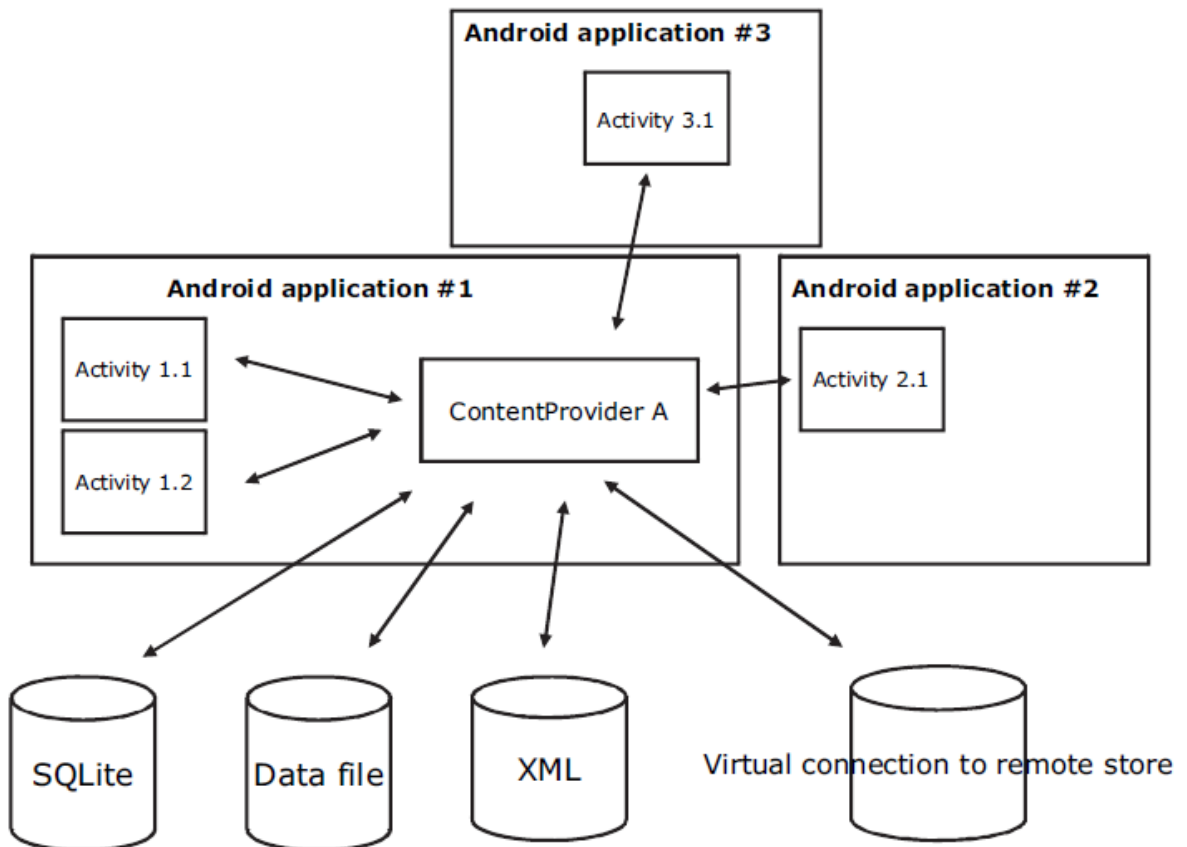 Android application #3
Activity 3.1
Android application #1
Android application #2
Activity 1.1
ContentProvider A
Activity 2.1
Activity 1.2
SQLite
Data file
XML
Virtual connection to remote store